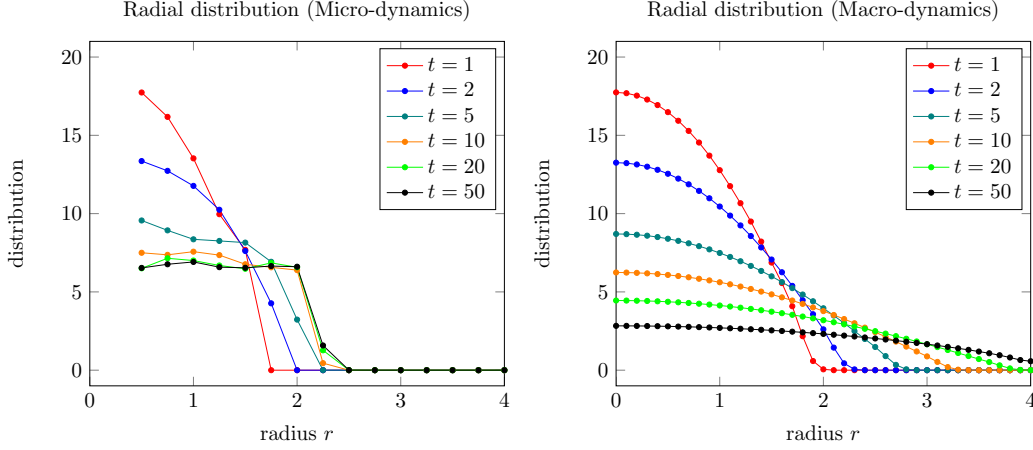 Radial distribution (Micro-dynamics)
20
15
10
5
0
0 1 2 3 4
distribution
radius r
t = 1
t = 2
t = 5
t = 10
t = 20
t = 50
Radial distribution (Macro-dynamics)
20
15
10
5
0
0 1 2 3 4
distribution
radius r
t = 1
t = 2
t = 5
t = 10
t = 20
t = 50